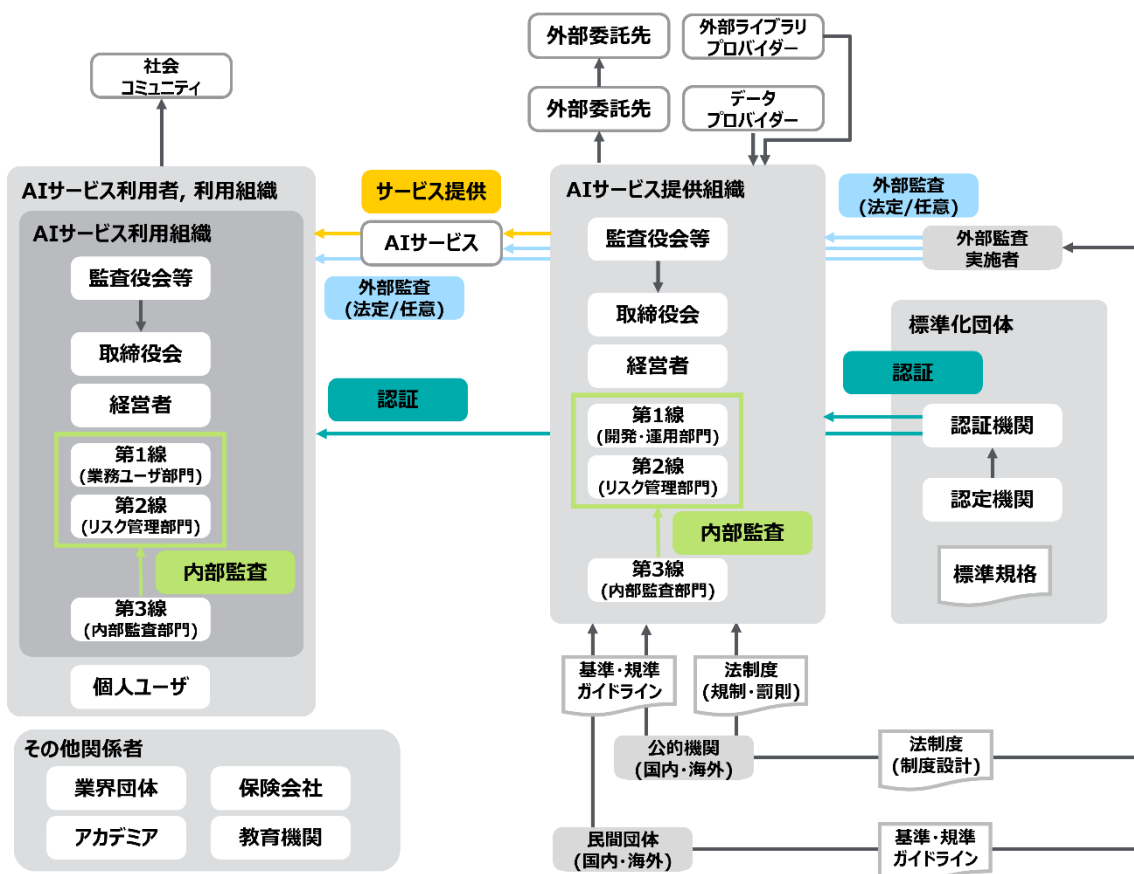 外部委託先
外部ライブラリ
プロバイダー
社会
コミュニティ
外部委託先
データ
プロバイダー
AIサービス利用者, 利用組織
AIサービス利用組織
監査役会等
取締役会
経営者
第1線
(業務ユーザ部門)
第2線
(リスク管理部門)
内部監査
第3線
(内部監査部門)
個人ユーザ
サービス提供
AIサービス
外部監査
(法定/任意)
認証
AIサービス提供組織
監査役会等
取締役会
経営者
第1線
(開発・運用部門)
第2線
(リスク管理部門)
内部監査
第3線
(内部監査部門)
外部監査
(法定/任意)
外部監査
実施者
標準化団体
認証
認証機関
認定機関
標準規格
基準・規準
ガイドライン
法制度
(規制・罰則)
公的機関
(国内・海外)
法制度
(制度設計)
民間団体
(国内・海外)
基準・規準
ガイドライン
その他関係者
業界団体
保険会社
アカデミア
教育機関